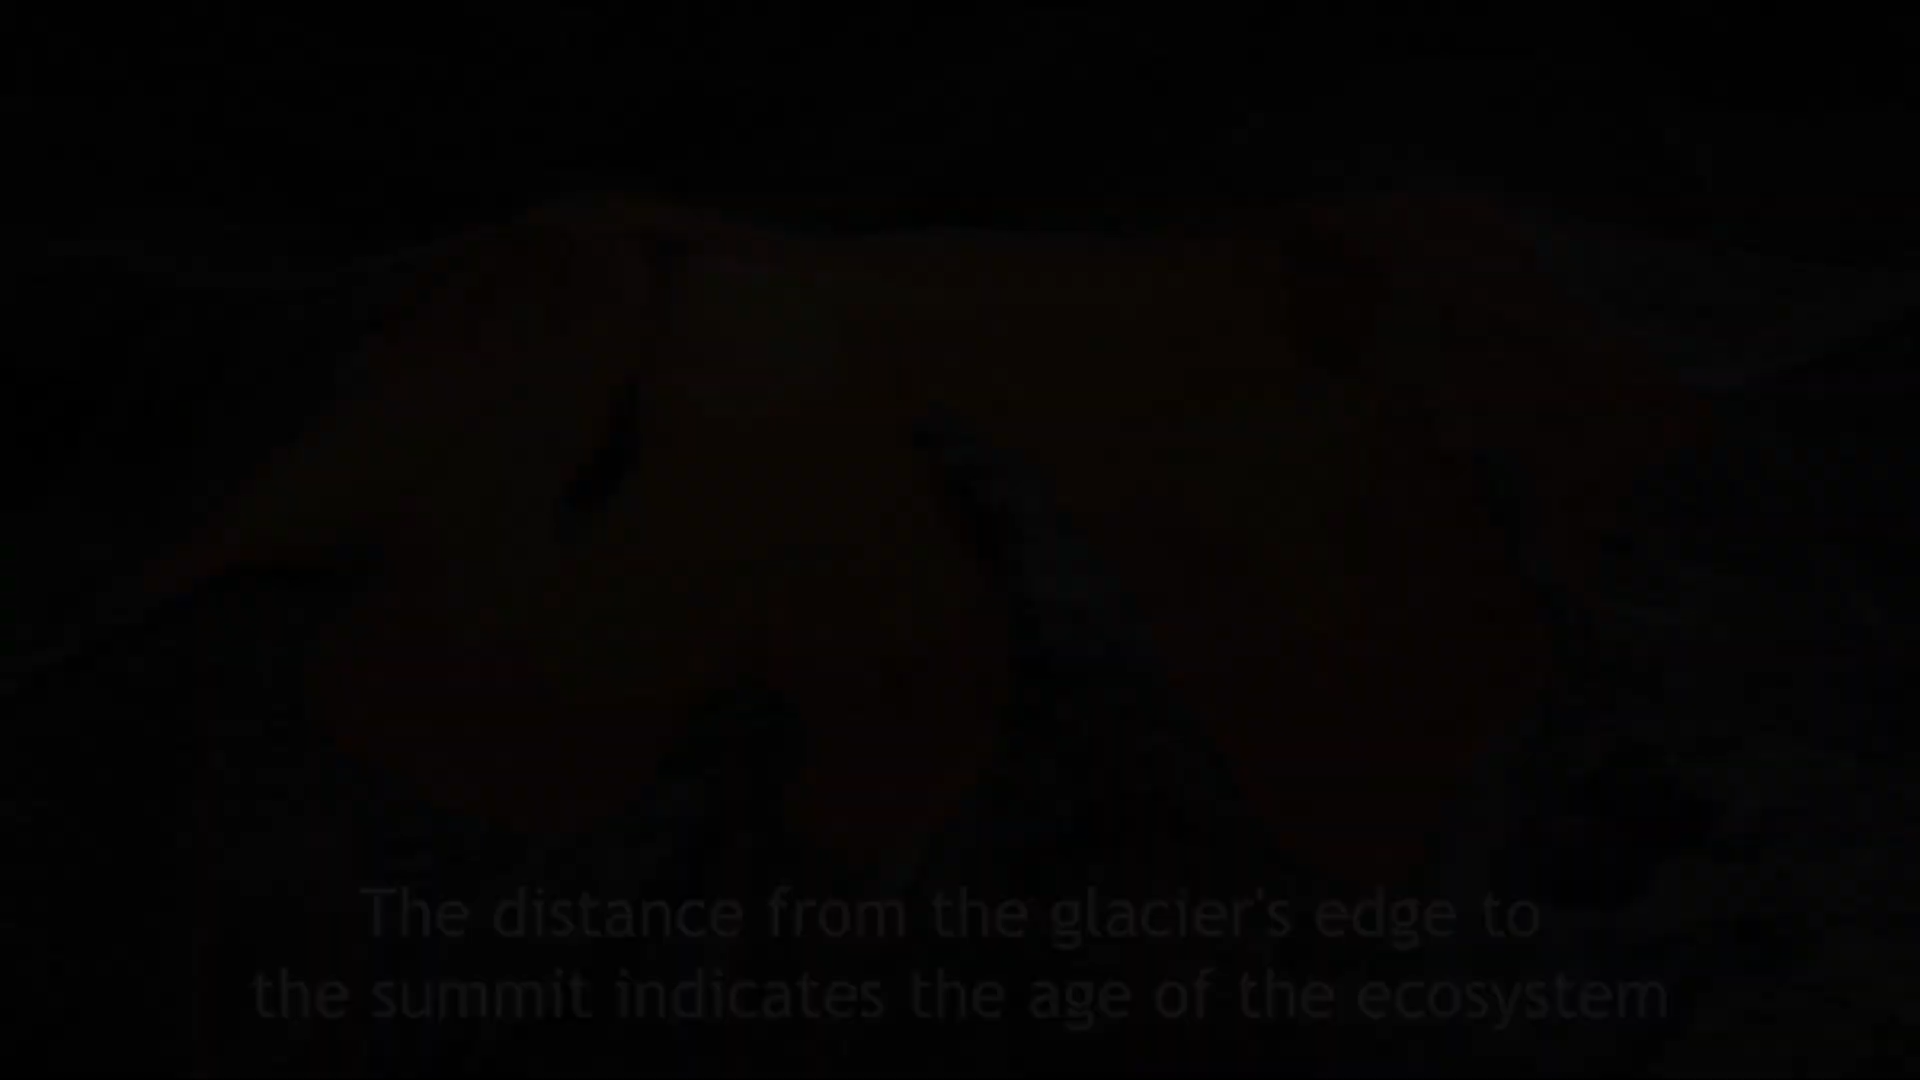 The distance from the glacier's edge to
the summit indicates the age of the ecosystem